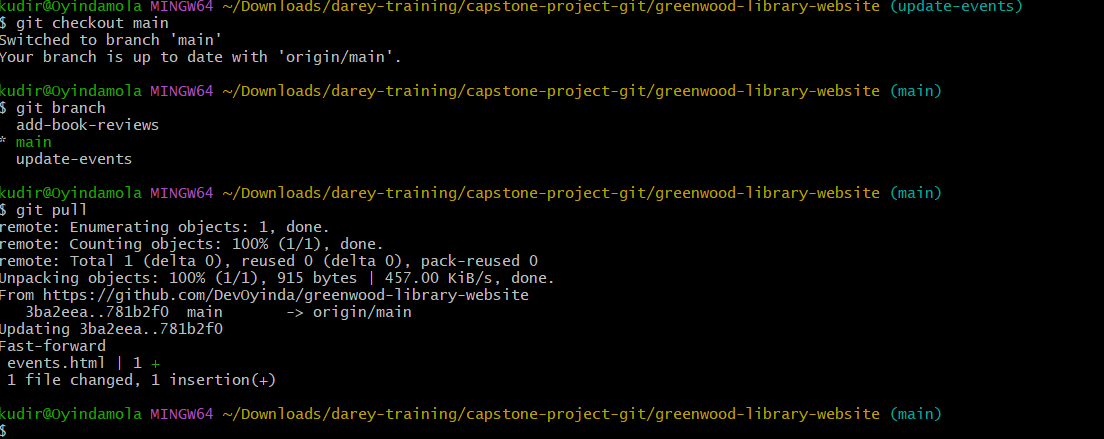 kudir@Oyindamola MINGW64 ~/Downloads/darey-training/capstone-project-git/greenwood-library-website (update-events)
$ git checkout main
Switched to branch 'main'
Your branch is up to date with 'origin/main'.
kudir@Oyindamola MINGW64 ~/Downloads/darey-training/capstone-project-git/greenwood-library-website (main)
$ git branch
  add-book-reviews
* main
  update-events
kudir@Oyindamola MINGW64 ~/Downloads/darey-training/capstone-project-git/greenwood-library-website (main)
$ git pull
remote: Enumerating objects: 1, done.
remote: Counting objects: 100% (1/1), done.
remote: Total 1 (delta 0), reused 0 (delta 0), pack-reused 0
Unpacking objects: 100% (1/1), 915 bytes | 457.00 KiB/s, done.
From https://github.com/DevOyinda/greenwood-library-website
   3ba2eea..781b2f0  main       -> origin/main
Updating 3ba2eea..781b2f0
Fast-forward
 events.html | 1 +
 1 file changed, 1 insertion(+)
kudir@Oyindamola MINGW64 ~/Downloads/darey-training/capstone-project-git/greenwood-library-website (main)
$